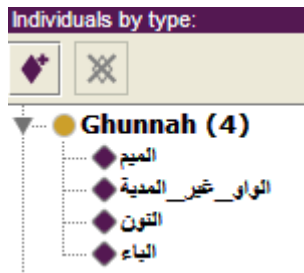 Individuals by type:
Ghunnah (4)
الميم
الواو_غير_المدية
النون
الياء